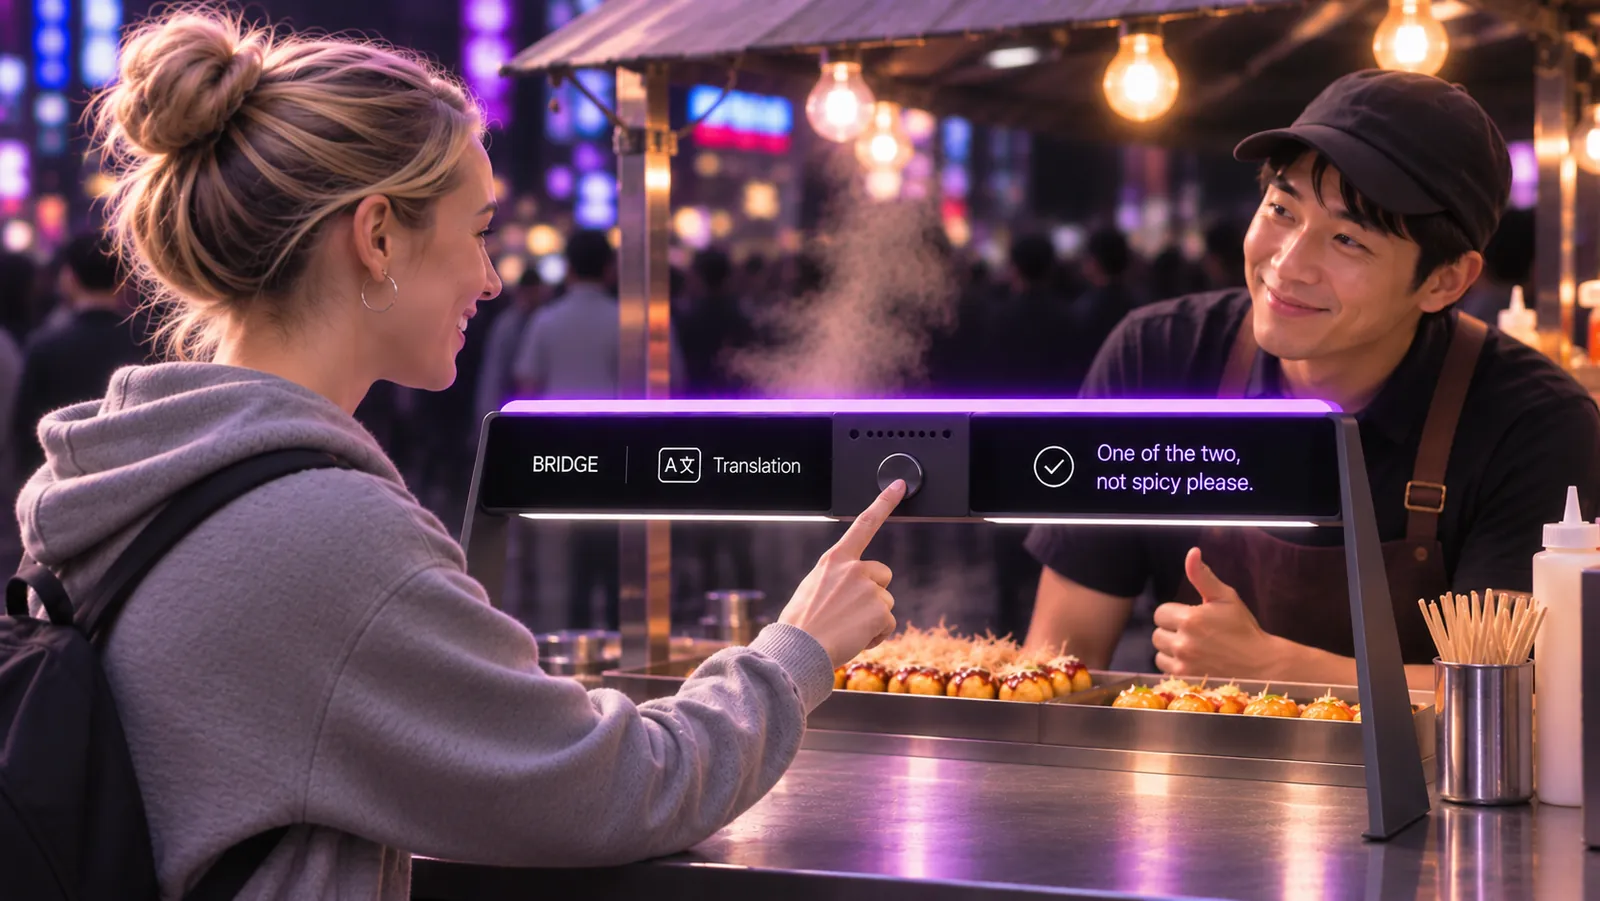 BRIDGE
A文 Translation
One of the two,
not spicy please.